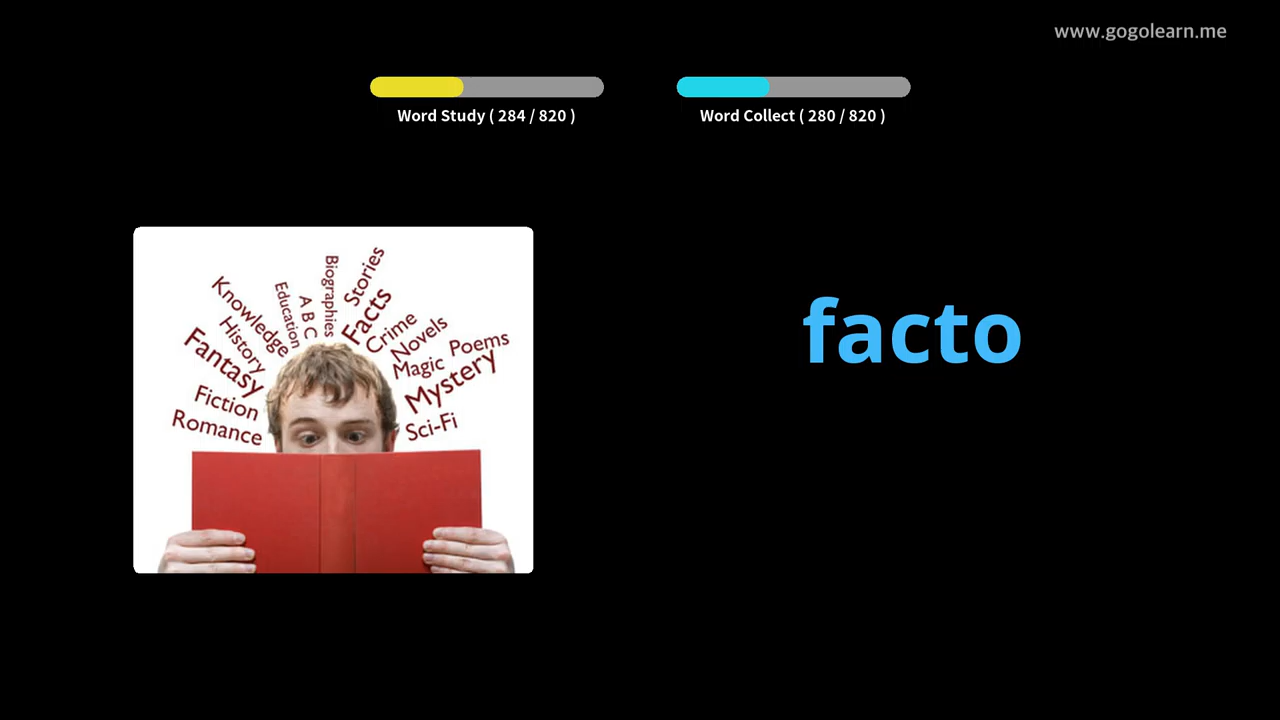 www.gogolearn.me
Word Study ( 284 / 820 )
Word Collect ( 280 / 820 )
Biographies
Stories
Education
A B C
Facts
Knowledge
History
Crime
Novels
Poems
Fantasy
Magic
Mystery
Fiction
Romance
Sci-Fi
facto